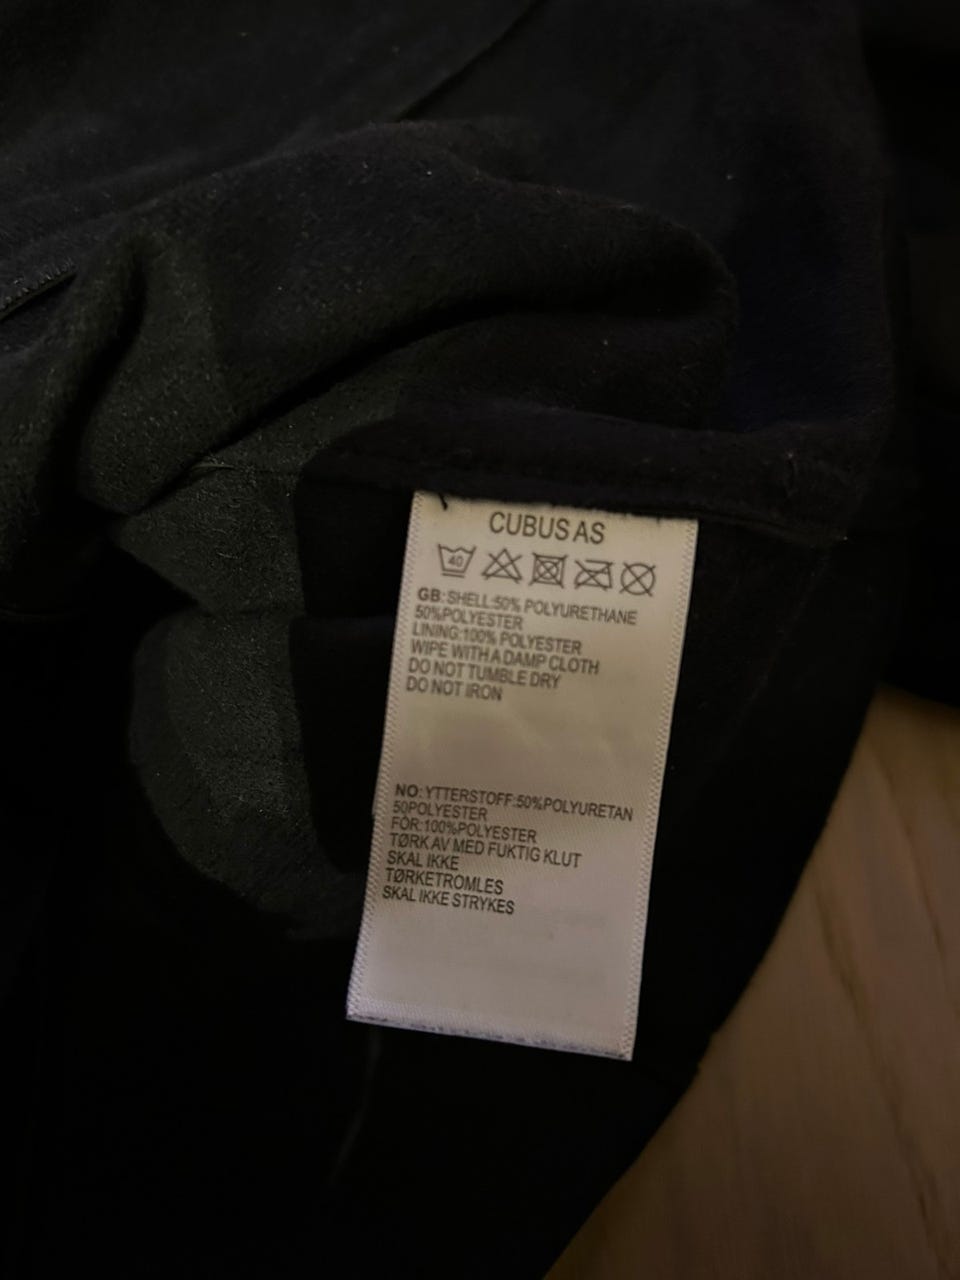 CUBUS AS
40
GB: SHELL:50% POLYURETHANE
50%POLYESTER
LINING:100% POLYESTER
WIPE WITH A DAMP CLOTH
DO NOT TUMBLE DRY
DO NOT IRON
NO: YTTERSTOFF:50%POLYURETAN
50POLYESTER
FÓR:100%POLYESTER
TØRK AV MED FUKTIG KLUT
SKAL IKKE
TØRKETROMLES
SKAL IKKE STRYKES